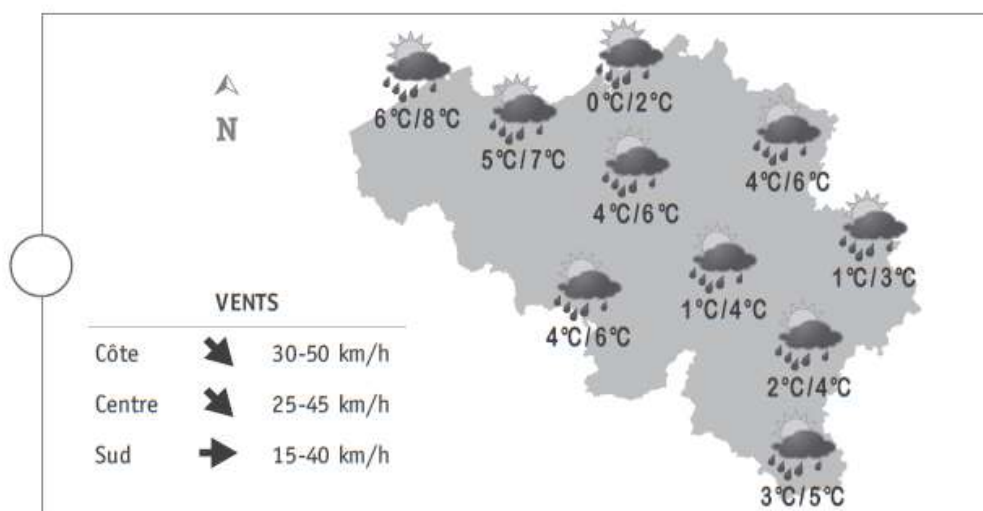 N
6°C/8°C
0°C/2°C
5°C/7°C
4°C/6°C
4°C/6°C
1°C/3°C
1°C/4°C
4°C/6°C
2°C/4°C
3°C/5°C
VENTS
Côte 30-50 km/h
Centre 25-45 km/h
Sud 15-40 km/h